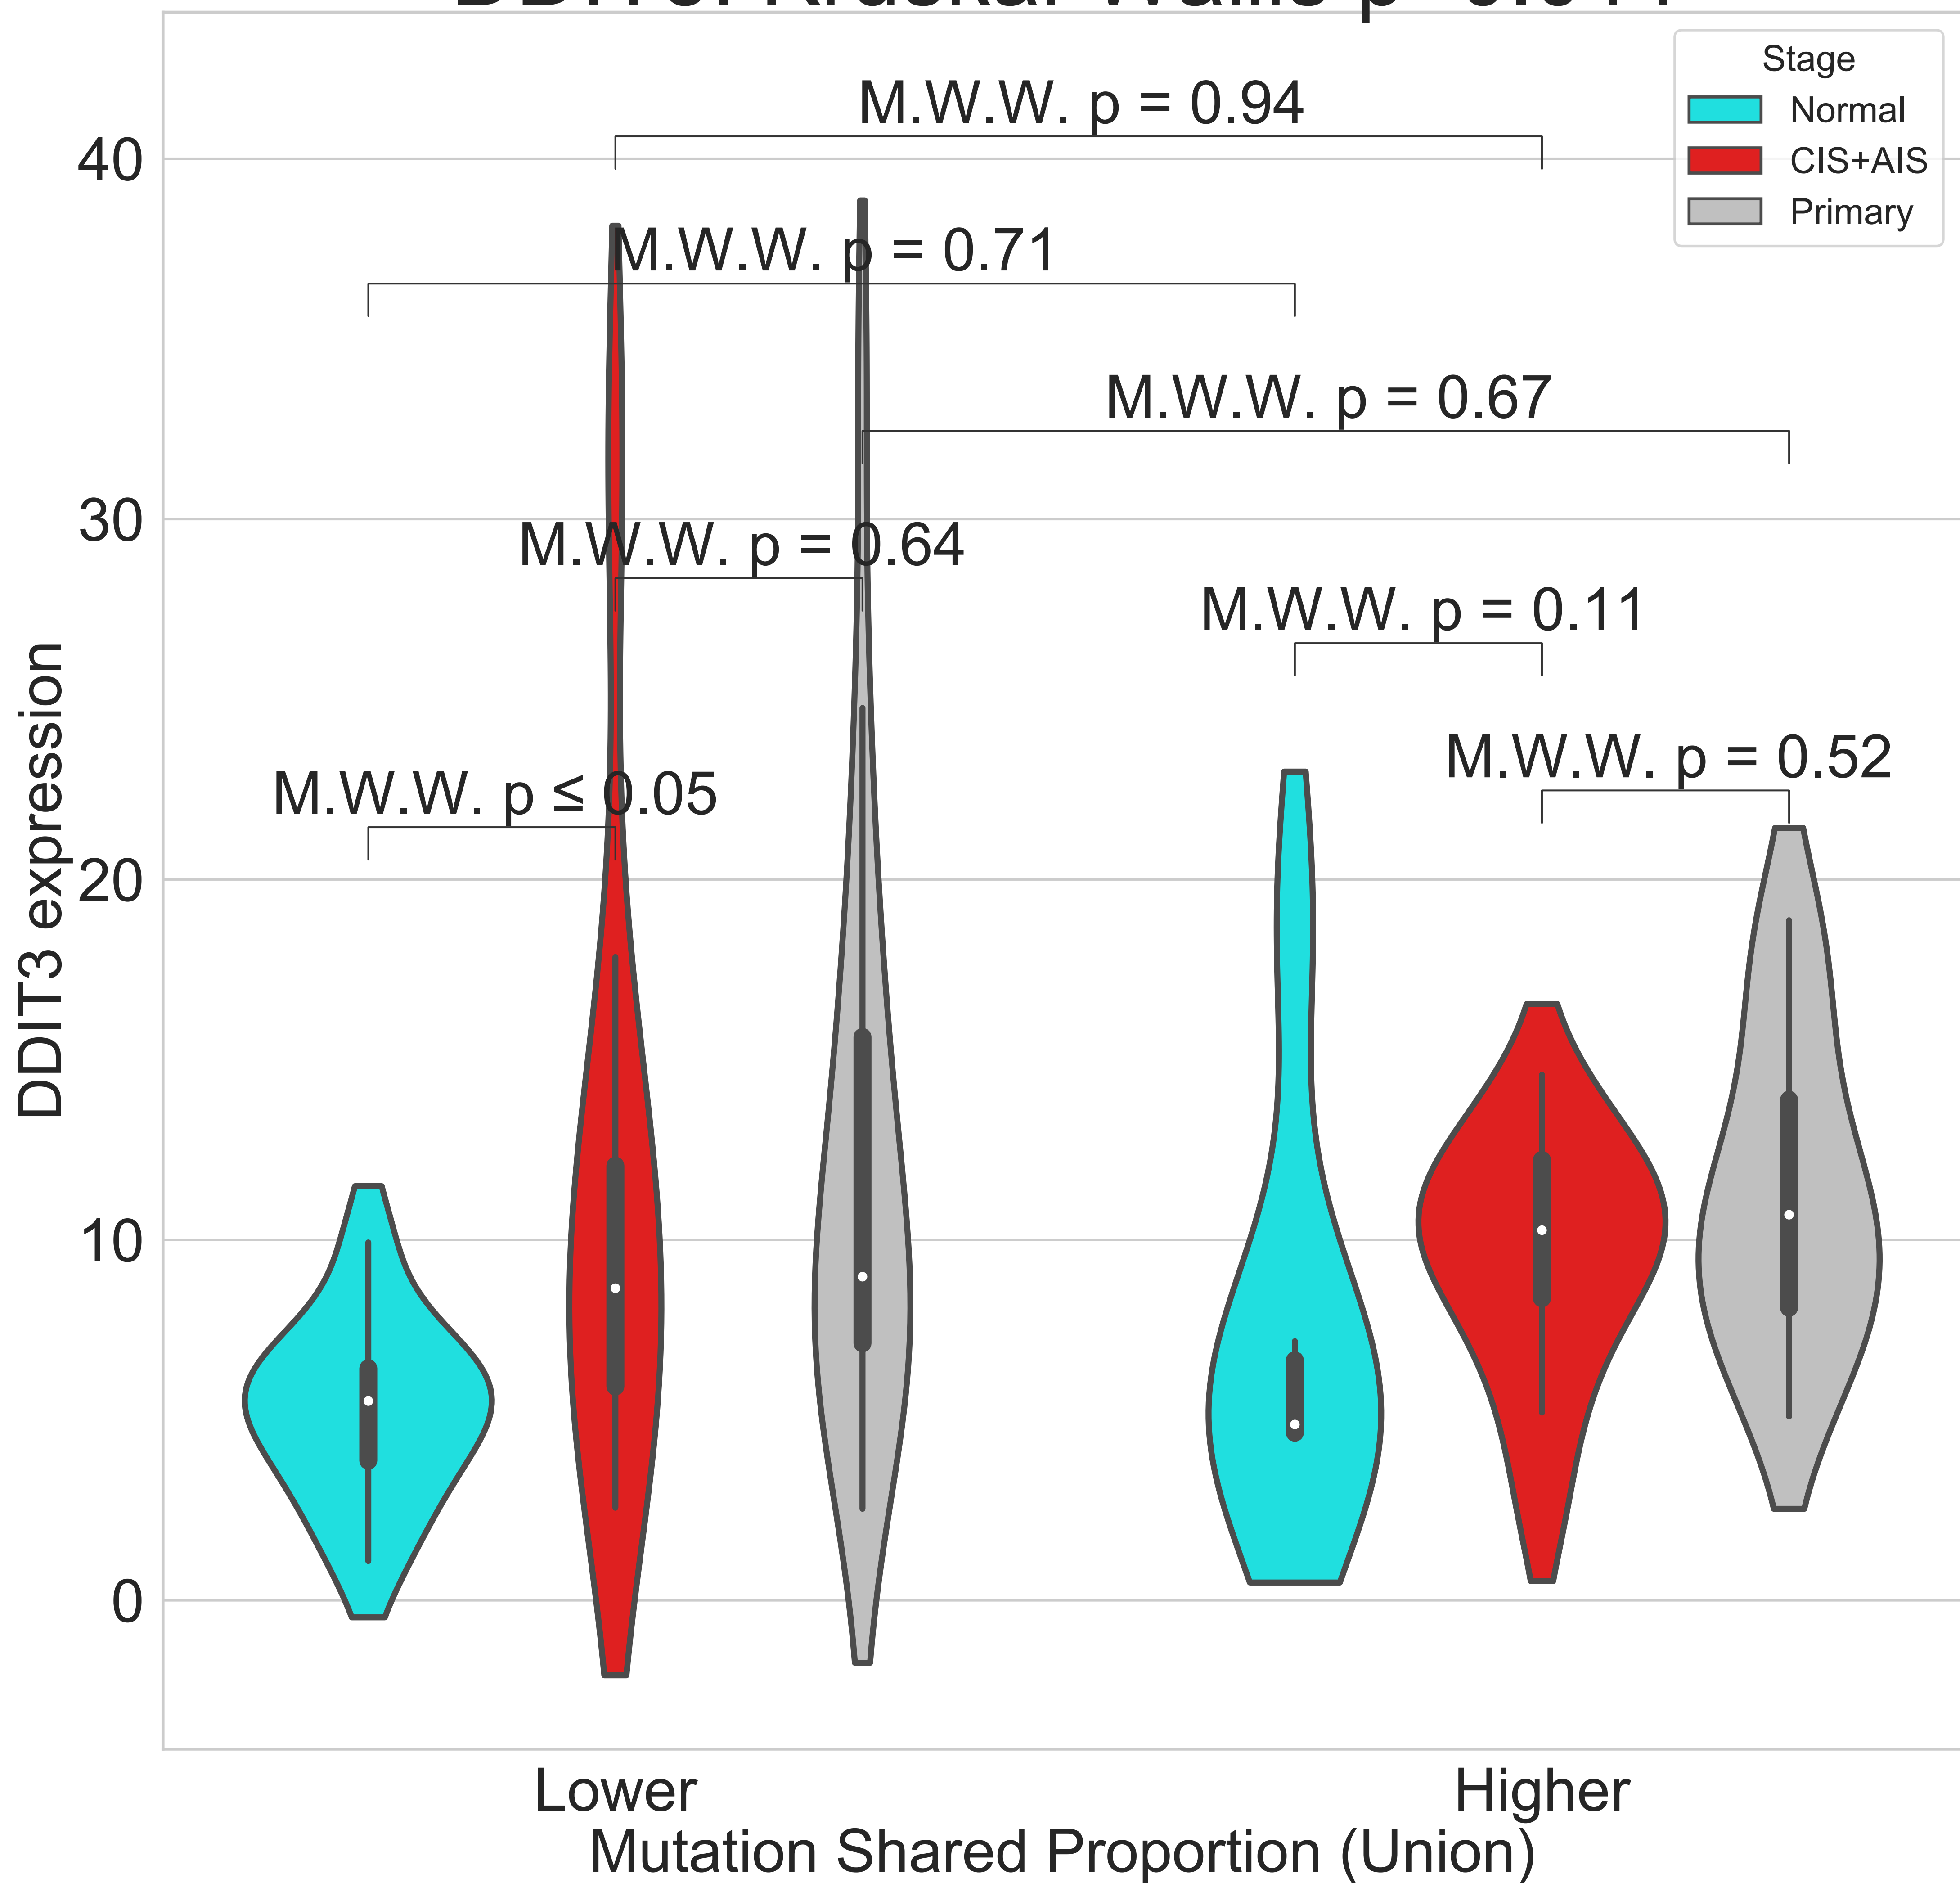 Stage
Normal
CIS+AIS
Primary
M.W.W. p = 0.94
M.W.W. p = 0.71
M.W.W. p = 0.67
M.W.W. p = 0.64
M.W.W. p = 0.11
M.W.W. p = 0.52
M.W.W. p ≤ 0.05
40
30
20
10
0
DDIT3 expression
Lower
Higher
Mutation Shared Proportion (Union)